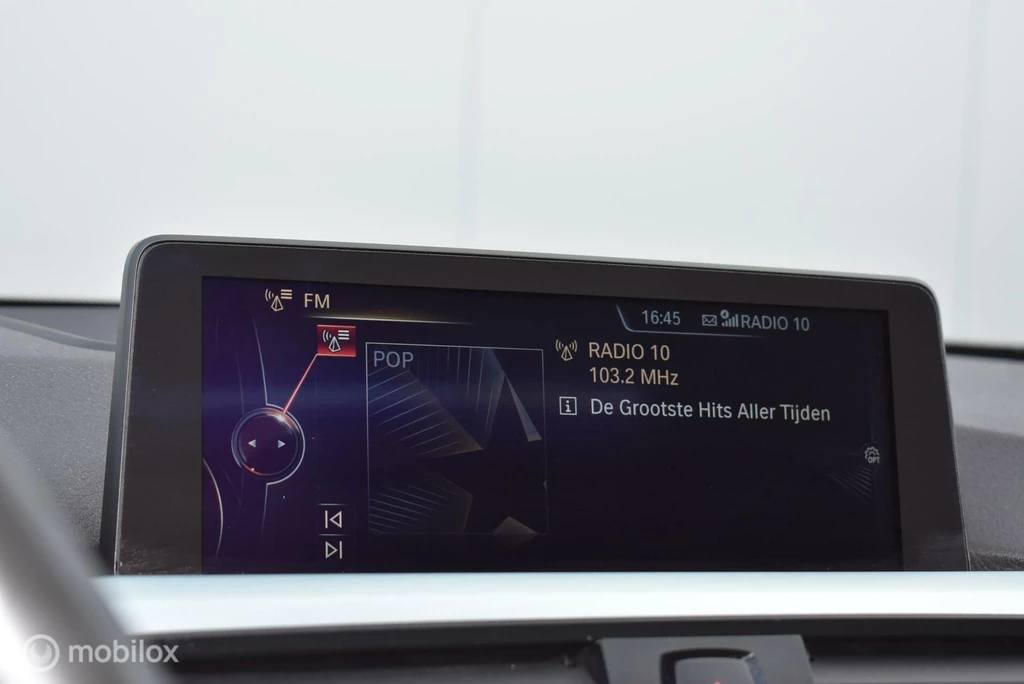 FM
16:45 RADIO 10
POP
RADIO 10
103.2 MHz
i De Grootste Hits Aller Tijden
OPT
mobilox